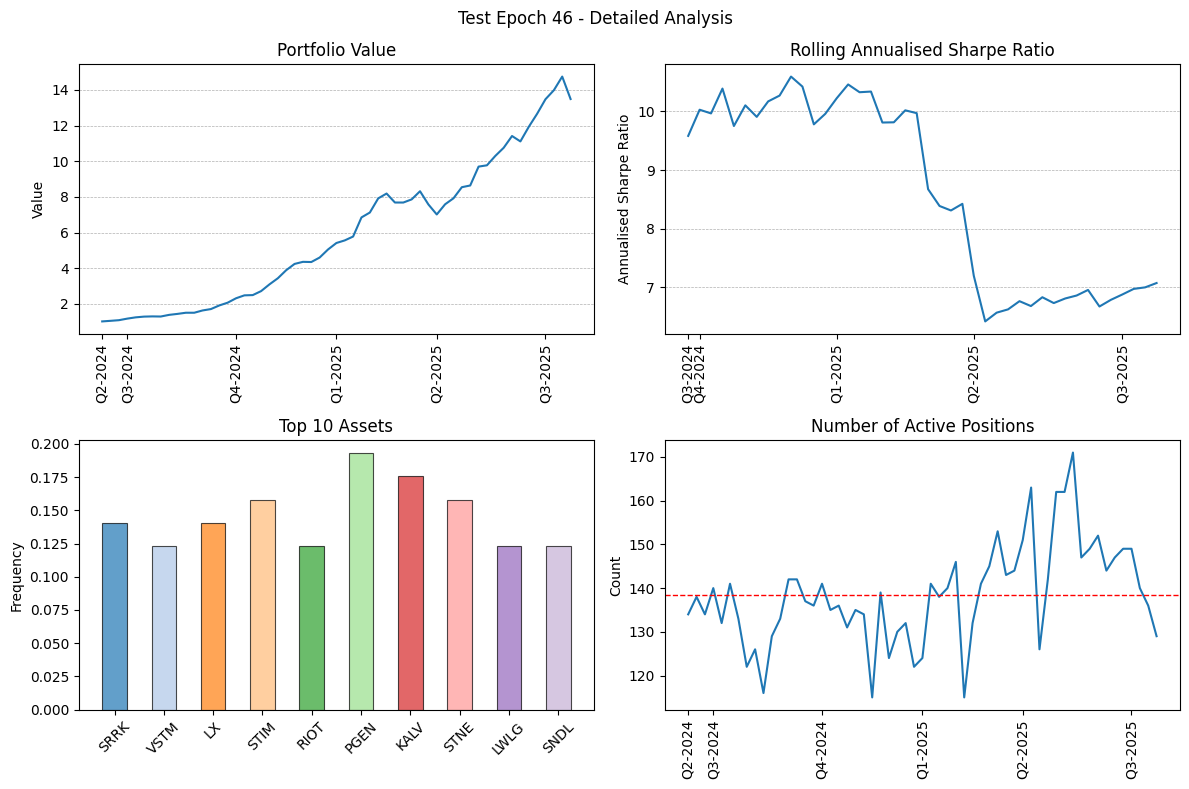 Test Epoch 46 - Detailed Analysis
Portfolio Value
Value
14
12
10
8
6
4
2
Q2-2024
Q3-2024
Q4-2024
Q1-2025
Q2-2025
Q3-2025
Rolling Annualised Sharpe Ratio
Annualised Sharpe Ratio
10
9
8
7
Q3-2024
Q4-2024
Q1-2025
Q2-2025
Q3-2025
Top 10 Assets
Frequency
0.200
0.175
0.150
0.125
0.100
0.075
0.050
0.025
0.000
SRRK
VSTM
LX
STIM
RIOT
PGEN
KALV
STNE
LWLG
SNDL
Number of Active Positions
Count
170
160
150
140
130
120
Q2-2024
Q3-2024
Q4-2024
Q1-2025
Q2-2025
Q3-2025